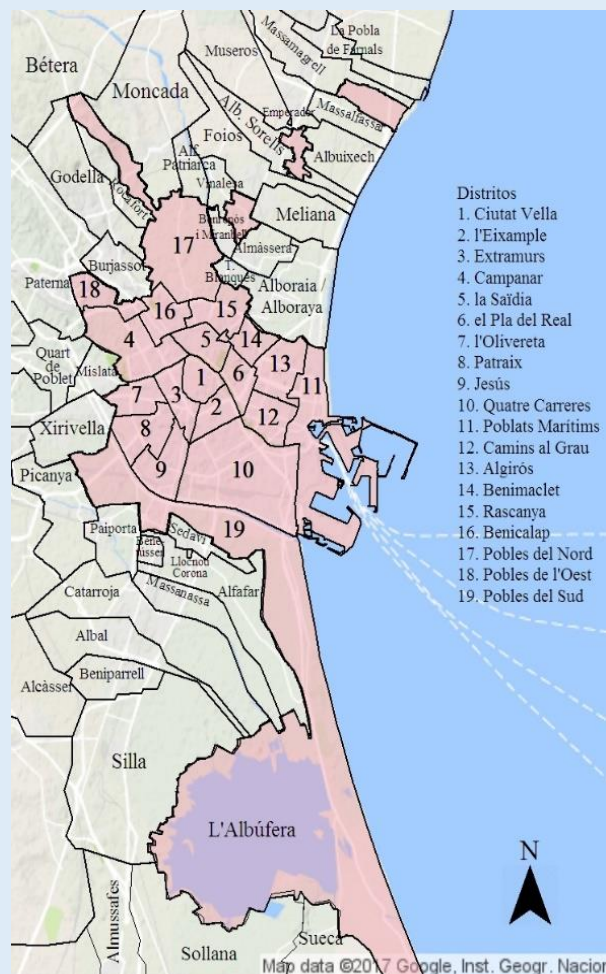 La Pobla
de Farnals
Massamagrell
Museros
Bétera
Moncada
Emperador
Massalfassar
Alb. Sorells
Foios
Albuixech
Alf.
Patriarca
Godella
Rocafort
Vinalesa
Meliana
Bonrepòs
i Mirambell
17
Almàssera
Burjassot
T.
Blanques
Alboraia /
Alboraya
Paterna
18
16
15
4
5
14
13
Quart
de
Poblet
Mislata
1
6
11
7
3
2
12
8
Xirivella
9
10
Picanya
19
Paiporta
Sedaví
Bene-
tússer
Llocnou
Corona
Massanassa
Alfafar
Catarroja
Albal
Beniparrell
Alcàsser
Silla
L'Albúfera
Almussafes
Sollana
Sueca
Distritos
1. Ciutat Vella
2. l'Eixample
3. Extramurs
4. Campanar
5. la Saïdia
6. el Pla del Real
7. l'Olivereta
8. Patraix
9. Jesús
10. Quatre Carreres
11. Poblats Marítims
12. Camins al Grau
13. Algirós
14. Benimaclet
15. Rascanya
16. Benicalap
17. Pobles del Nord
18. Pobles de l'Oest
19. Pobles del Sud
N
Map data ©2017 Google, Inst. Geogr. Nacion